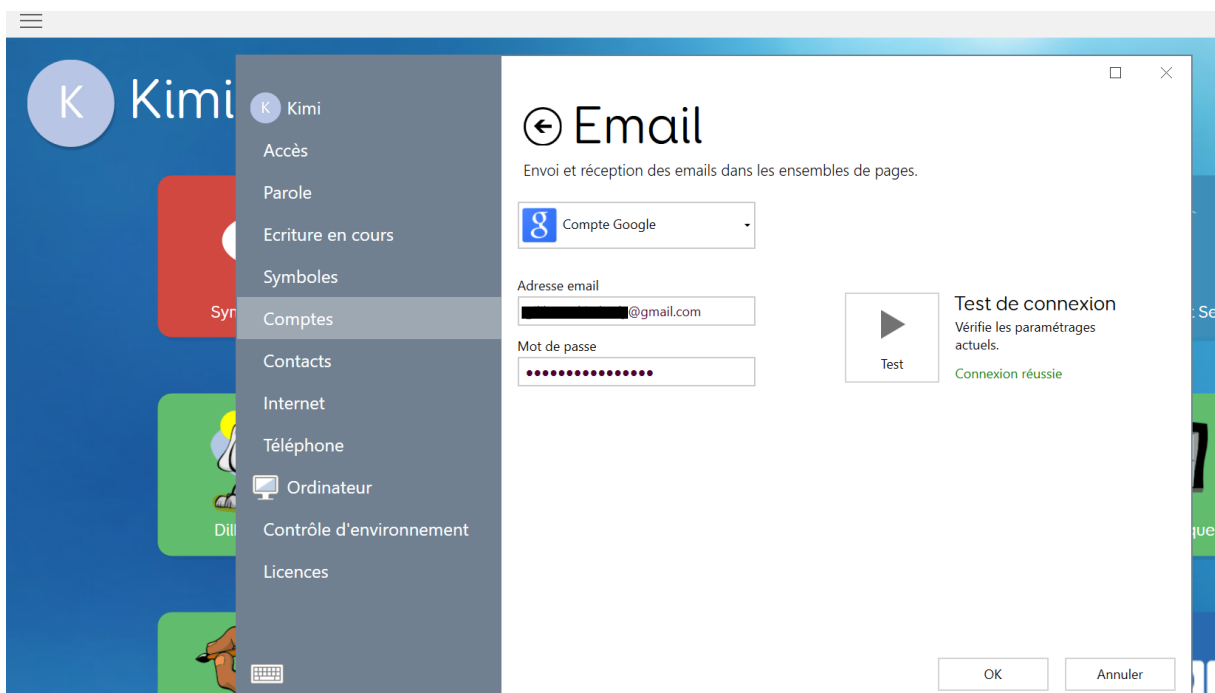 K Kimi
K Kimi
Accès
Parole
Ecriture en cours
Symboles
Comptes
Contacts
Internet
Téléphone
Ordinateur
Contrôle d'environnement
Licences
Email
Envoi et réception des emails dans les ensembles de pages.
g Compte Google
Adresse email
@gmail.com
Mot de passe
Test
Test de connexion
Vérifie les paramétrages
actuels.
Connexion réussie
OK
Annuler